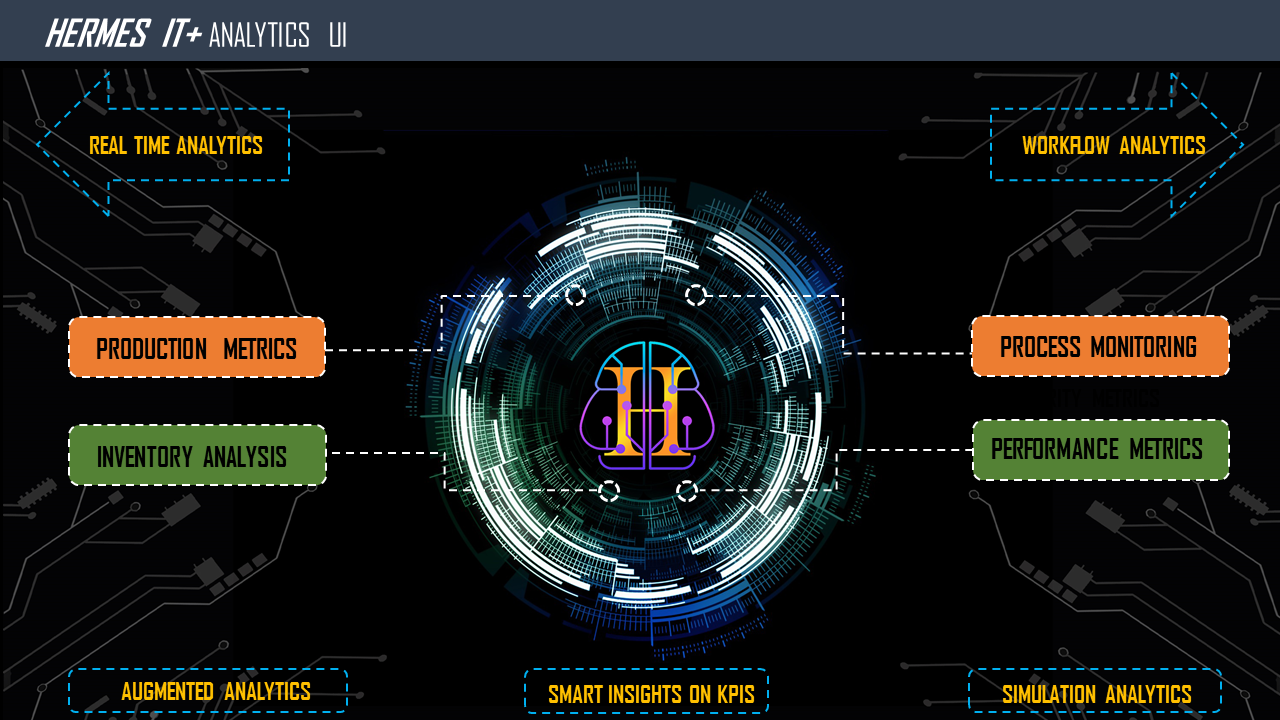 HERMES IT+ ANALYTICS UI
REAL TIME ANALYTICS
WORKFLOW ANALYTICS
PRODUCTION METRICS
PROCESS MONITORING
INVENTORY ANALYSIS
PERFORMANCE METRICS
AUGMENTED ANALYTICS
SMART INSIGHTS ON KPIS
SIMULATION ANALYTICS